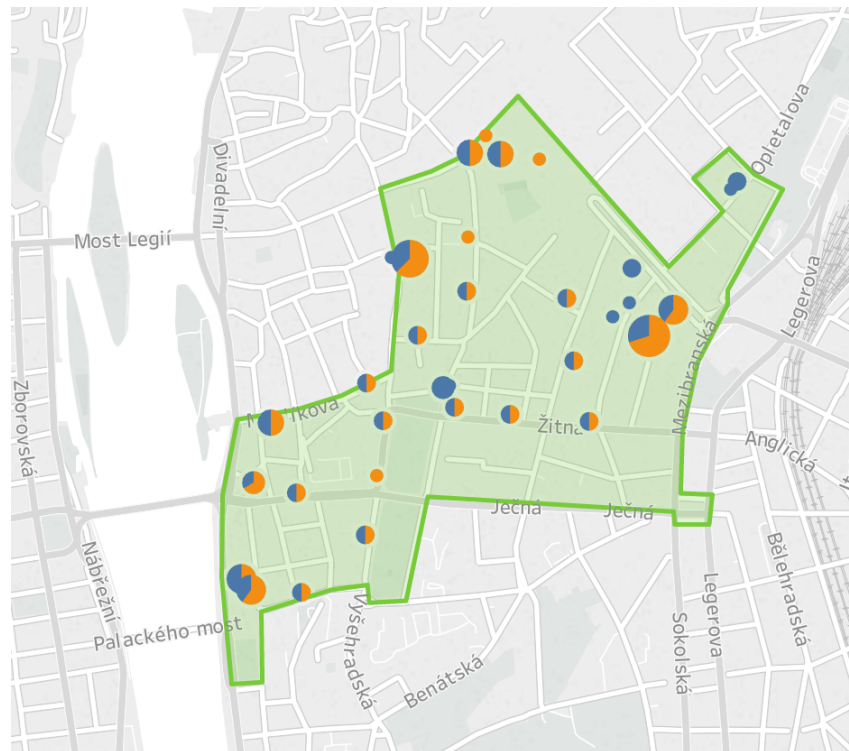 Opletalova
Divadelní
Most Legií
Legerova
Mezibranská
Zborovská
Žitná
Anglická
Ječná
Ječná
Nábřežní
Bělehradská
Legerova
Palackého most
Vyšehradská
Sokolská
Benátská